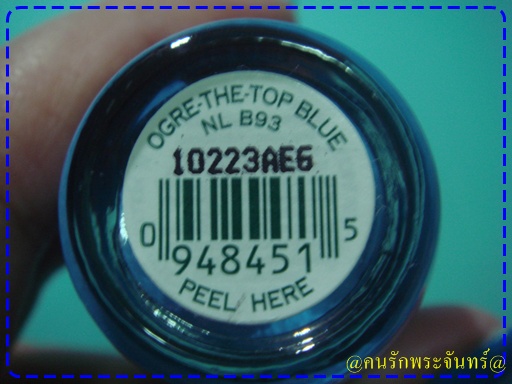 OGRE-THE-TOP BLUE
NL B93
10223AE6
0 948451 5
PEEL HERE
@คนรักพระจันทร์@